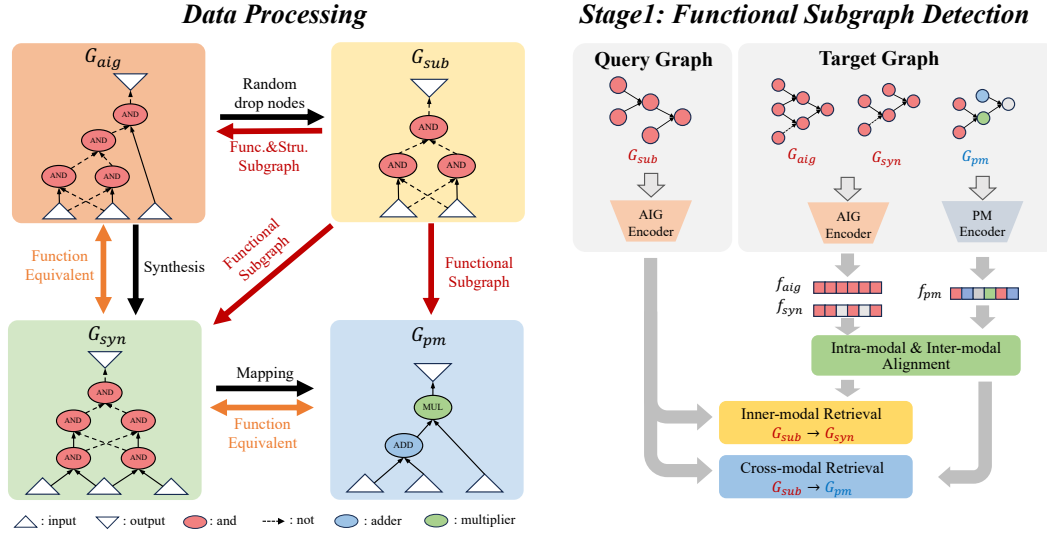 Data Processing
G_aig
AND
AND
AND
AND
Random
drop nodes
Func.&Stru.
Subgraph
G_sub
AND
AND
AND
Function
Equivalent
Synthesis
Functional
Subgraph
Functional
Subgraph
G_syn
AND
AND
AND
AND
AND
Mapping
Function
Equivalent
G_pm
MUL
ADD
: input
: output
: and
: not
: adder
: multiplier
Stage1: Functional Subgraph Detection
Query Graph
G_sub
AIG
Encoder
Target Graph
G_aig
G_syn
G_pm
AIG
Encoder
PM
Encoder
f_aig
f_syn
f_pm
Intra-modal & Inter-modal
Alignment
Inner-modal Retrieval
G_sub → G_syn
Cross-modal Retrieval
G_sub → G_pm